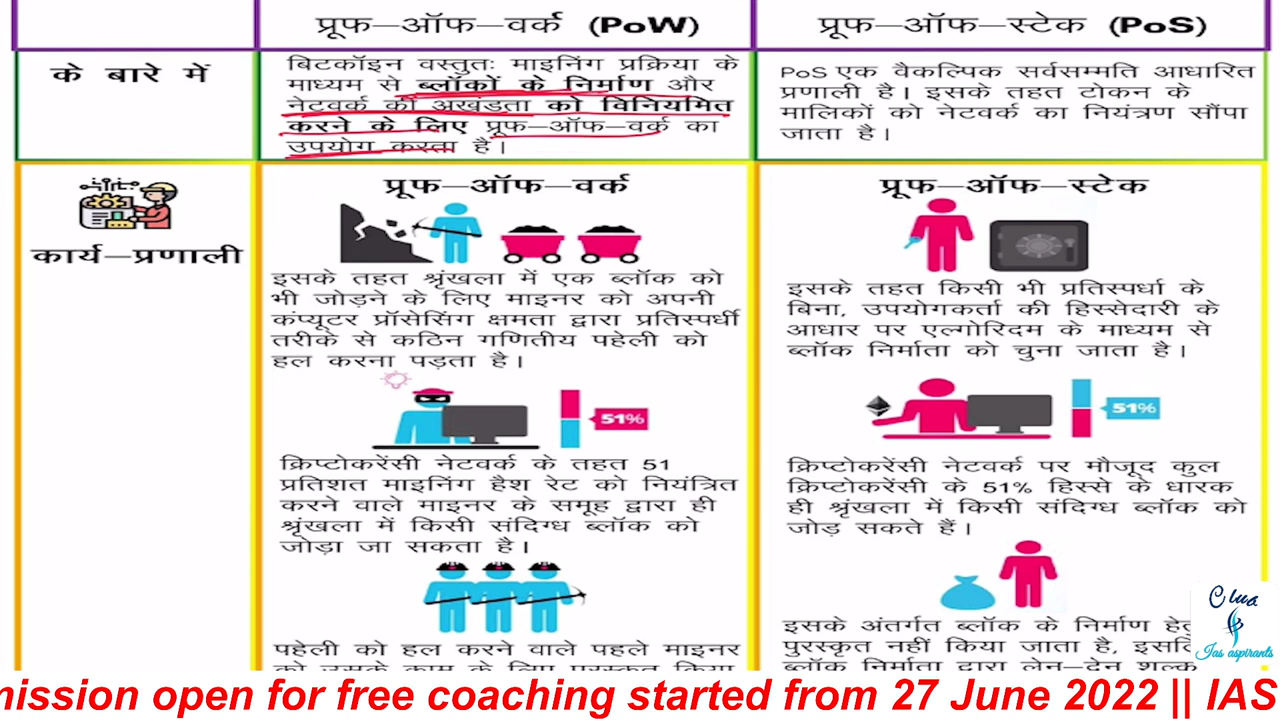 प्रूफ–ऑफ–वर्क (PoW)
प्रूफ–ऑफ–स्टेक (PoS)
के बारे में
बिटकॉइन वस्तुतः माइनिंग प्रक्रिया के
माध्यम से ब्लॉकों के निर्माण और
नेटवर्क की अखंडता को विनियमित
करने के लिए प्रूफ–ऑफ–वर्क का
उपयोग करता है।
PoS एक वैकल्पिक सर्वसम्मति आधारित
प्रणाली है। इसके तहत टोकन के
मालिकों को नेटवर्क का नियंत्रण सौंपा
जाता है।
कार्य–प्रणाली
प्रूफ–ऑफ–वर्क
इसके तहत श्रृंखला में एक ब्लॉक को
भी जोड़ने के लिए माइनर को अपनी
कंप्यूटर प्रॉसेसिंग क्षमता द्वारा प्रतिस्पर्धी
तरीके से कठिन गणितीय पहेली को
हल करना पड़ता है।
51%
क्रिप्टोकरेंसी नेटवर्क के तहत 51
प्रतिशत माइनिंग हैश रेट को नियंत्रित
करने वाले माइनर के समूह द्वारा ही
श्रृंखला में किसी संदिग्ध ब्लॉक को
जोड़ा जा सकता है।
पहेली को हल करने वाले पहले माइनर
को उसके काम के लिए पुरस्कृत किया
प्रूफ–ऑफ–स्टेक
इसके तहत किसी भी प्रतिस्पर्धा के
बिना, उपयोगकर्ता की हिस्सेदारी के
आधार पर एल्गोरिदम के माध्यम से
ब्लॉक निर्माता को चुना जाता है।
51%
क्रिप्टोकरेंसी नेटवर्क पर मौजूद कुल
क्रिप्टोकरेंसी के 51% हिस्से के धारक
ही श्रृंखला में किसी संदिग्ध ब्लॉक को
जोड़ सकते हैं।
इसके अंतर्गत ब्लॉक के निर्माण
पुरस्कृत नहीं किया जाता है,
ब्लॉक निर्माता द्वारा लेन–देन शुल्क
Ias aspirants
mission open for free coaching started from 27 June 2022 || IAS